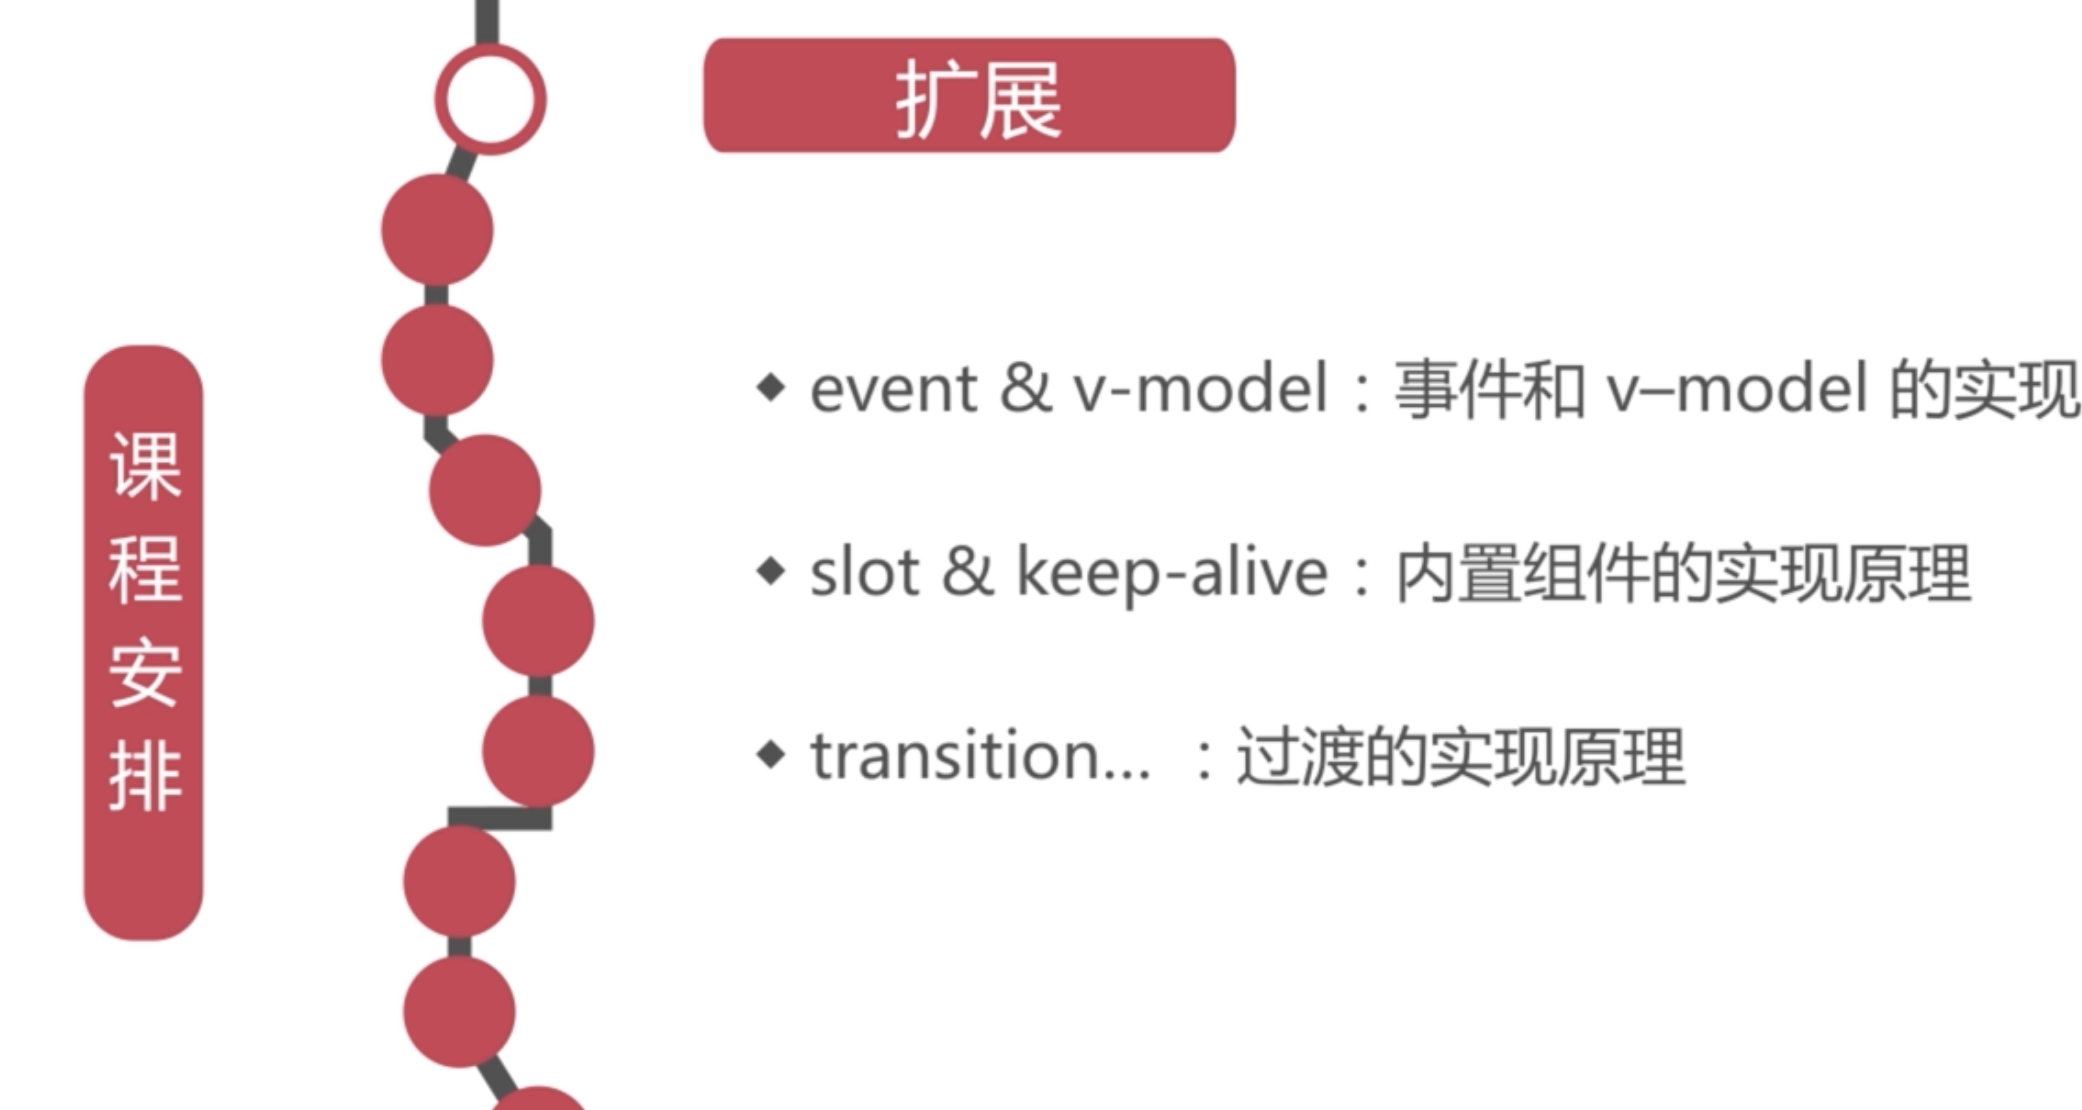 扩展
课程安排
◆ event & v-model：事件和 v–model 的实现
◆ slot & keep-alive：内置组件的实现原理
◆ transition... ：过渡的实现原理